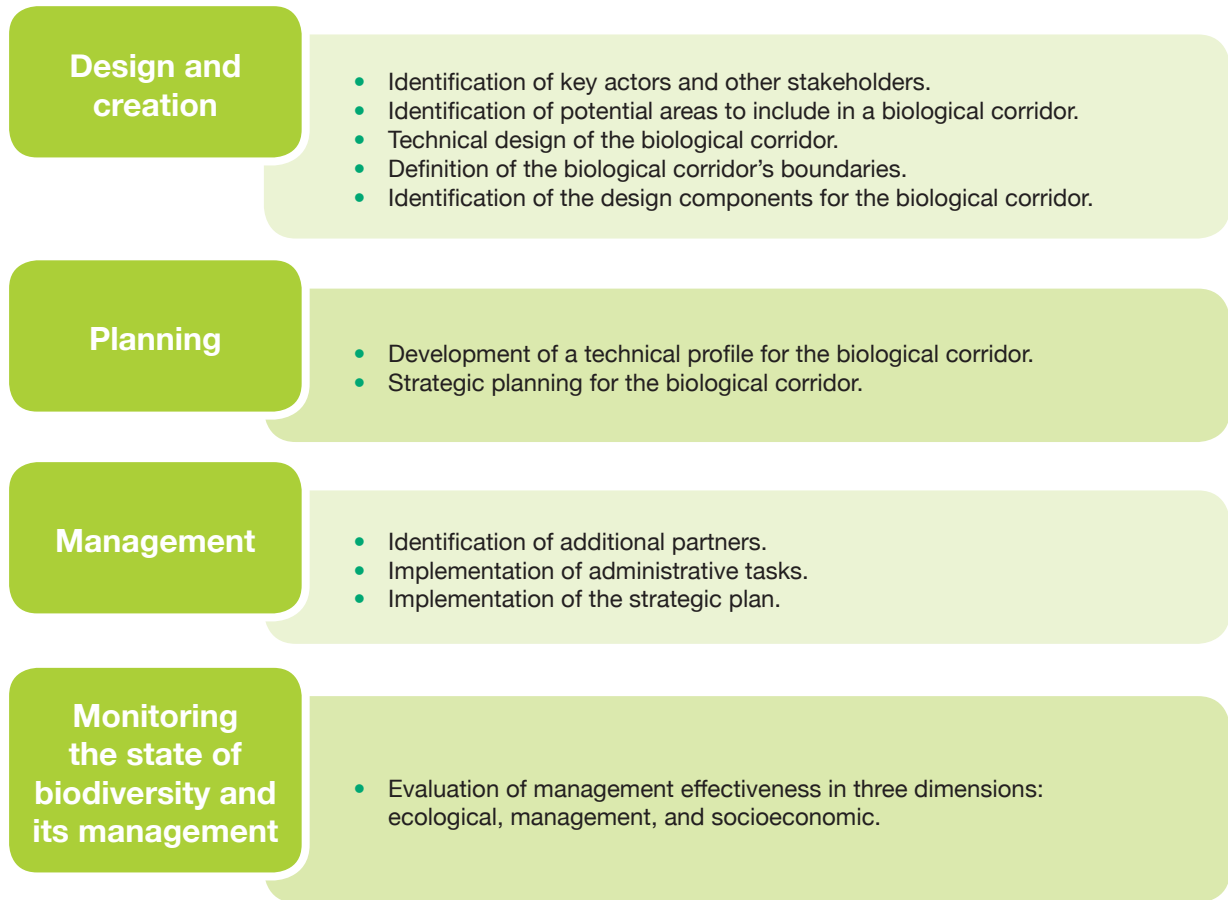 Design and
creation
• Identification of key actors and other stakeholders.
• Identification of potential areas to include in a biological corridor.
• Technical design of the biological corridor.
• Definition of the biological corridor's boundaries.
• Identification of the design components for the biological corridor.
Planning
• Development of a technical profile for the biological corridor.
• Strategic planning for the biological corridor.
Management
• Identification of additional partners.
• Implementation of administrative tasks.
• Implementation of the strategic plan.
Monitoring
the state of
biodiversity and
its management
• Evaluation of management effectiveness in three dimensions:
ecological, management, and socioeconomic.